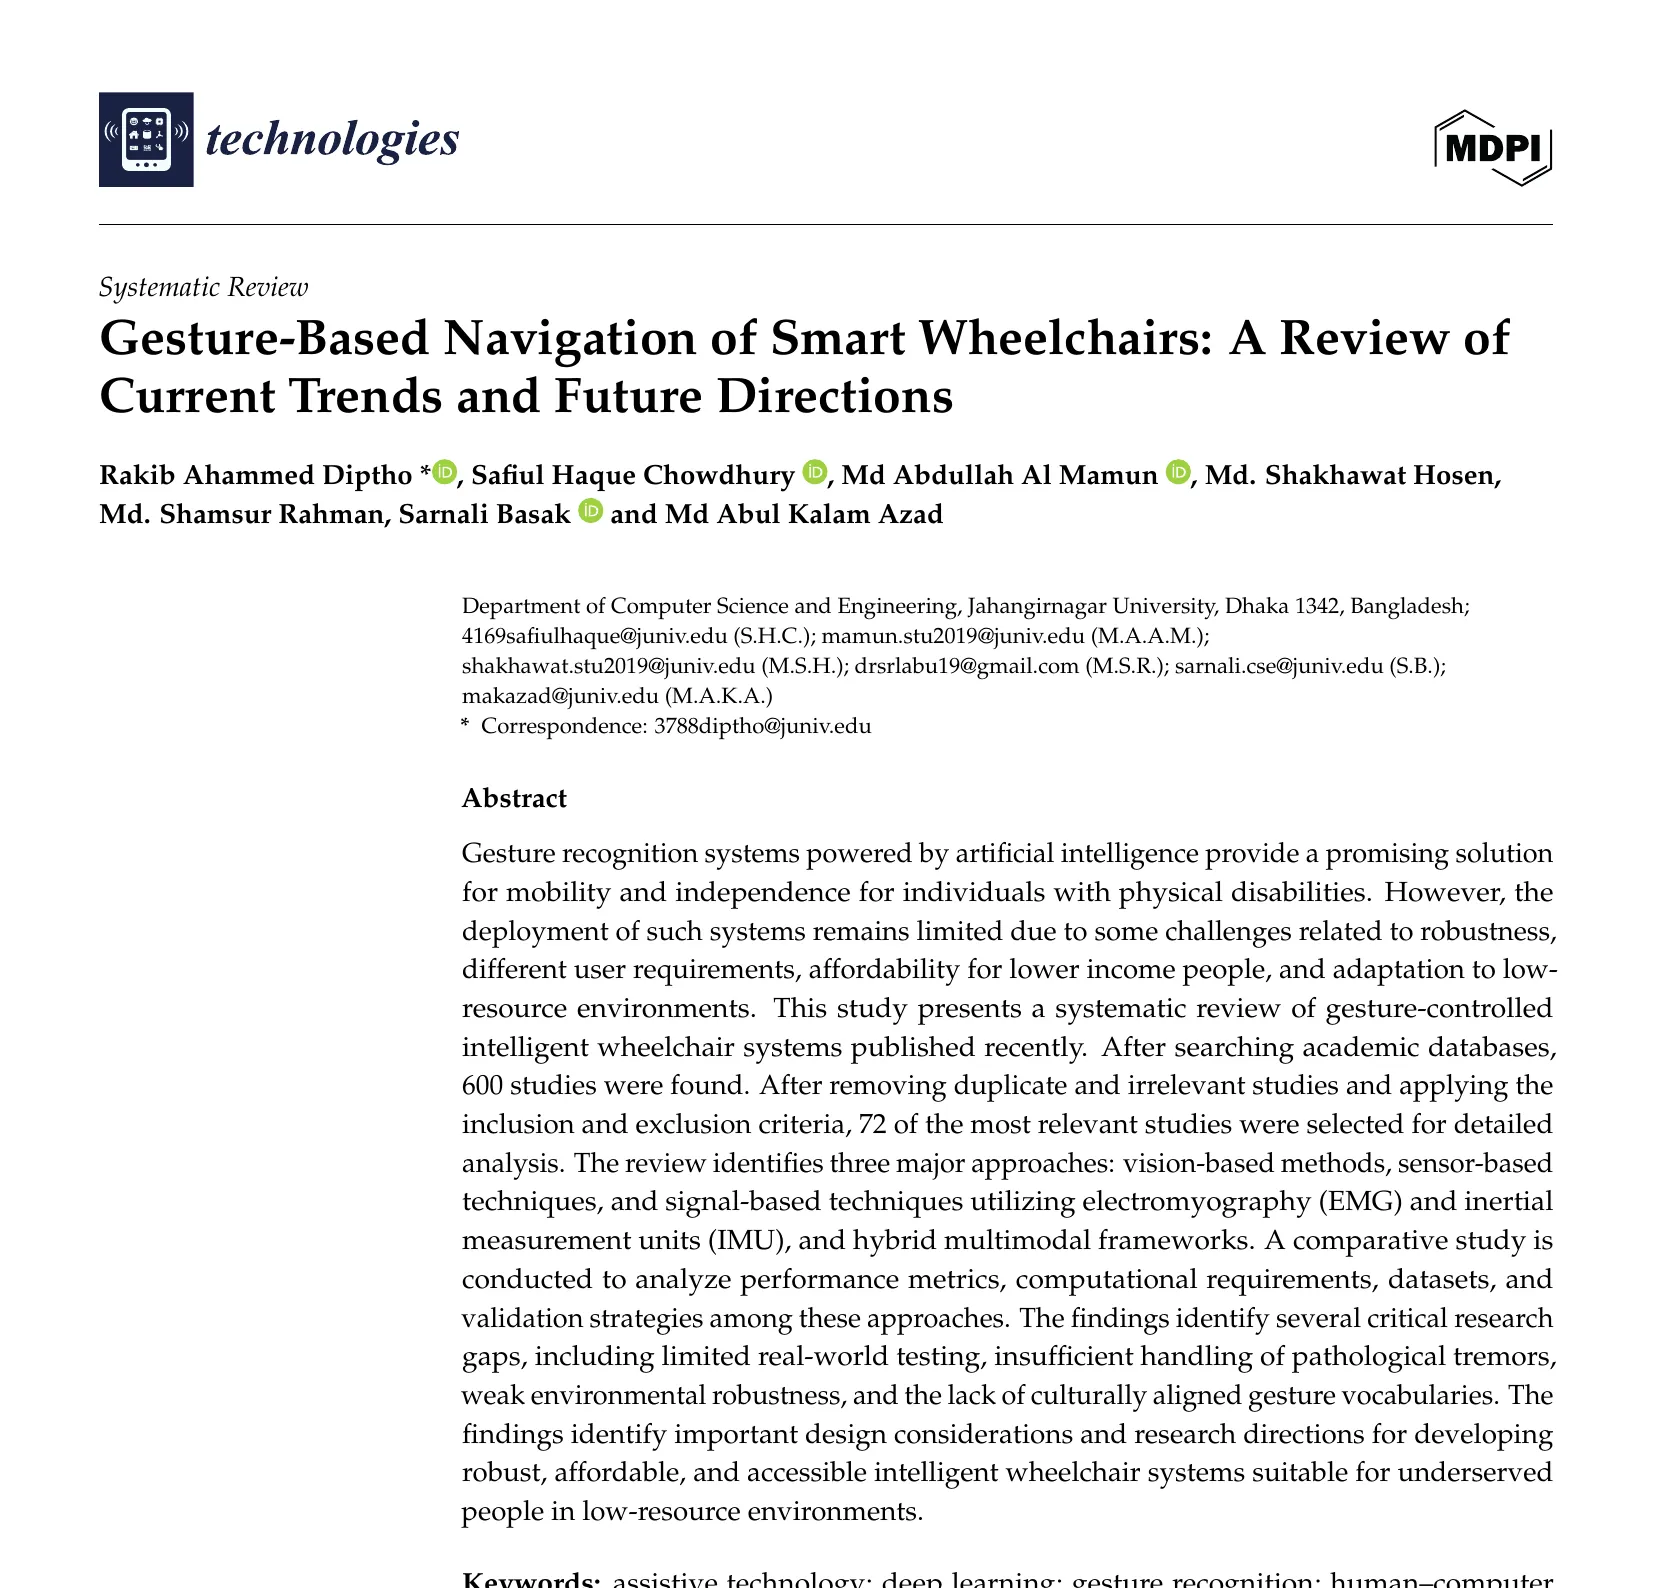 technologies
MDPI
Systematic Review
Gesture-Based Navigation of Smart Wheelchairs: A Review of
Current Trends and Future Directions
Rakib Ahammed Diptho *iD, Safiul Haque Chowdhury iD, Md Abdullah Al Mamun iD, Md. Shakhawat Hosen,
Md. Shamsur Rahman, Sarnali Basak iD and Md Abul Kalam Azad
Department of Computer Science and Engineering, Jahangirnagar University, Dhaka 1342, Bangladesh;
4169safiulhaque@juniv.edu (S.H.C.); mamun.stu2019@juniv.edu (M.A.A.M.);
shakhawat.stu2019@juniv.edu (M.S.H.); drsrlabu19@gmail.com (M.S.R.); sarnali.cse@juniv.edu (S.B.);
makazad@juniv.edu (M.A.K.A.)
* Correspondence: 3788diptho@juniv.edu
Abstract
Gesture recognition systems powered by artificial intelligence provide a promising solution
for mobility and independence for individuals with physical disabilities. However, the
deployment of such systems remains limited due to some challenges related to robustness,
different user requirements, affordability for lower income people, and adaptation to low-
resource environments. This study presents a systematic review of gesture-controlled
intelligent wheelchair systems published recently. After searching academic databases,
600 studies were found. After removing duplicate and irrelevant studies and applying the
inclusion and exclusion criteria, 72 of the most relevant studies were selected for detailed
analysis. The review identifies three major approaches: vision-based methods, sensor-based
techniques, and signal-based techniques utilizing electromyography (EMG) and inertial
measurement units (IMU), and hybrid multimodal frameworks. A comparative study is
conducted to analyze performance metrics, computational requirements, datasets, and
validation strategies among these approaches. The findings identify several critical research
gaps, including limited real-world testing, insufficient handling of pathological tremors,
weak environmental robustness, and the lack of culturally aligned gesture vocabularies. The
findings identify important design considerations and research directions for developing
robust, affordable, and accessible intelligent wheelchair systems suitable for underserved
people in low-resource environments.
Keywords: assistive technology; deep learning; gesture recognition; human–computer